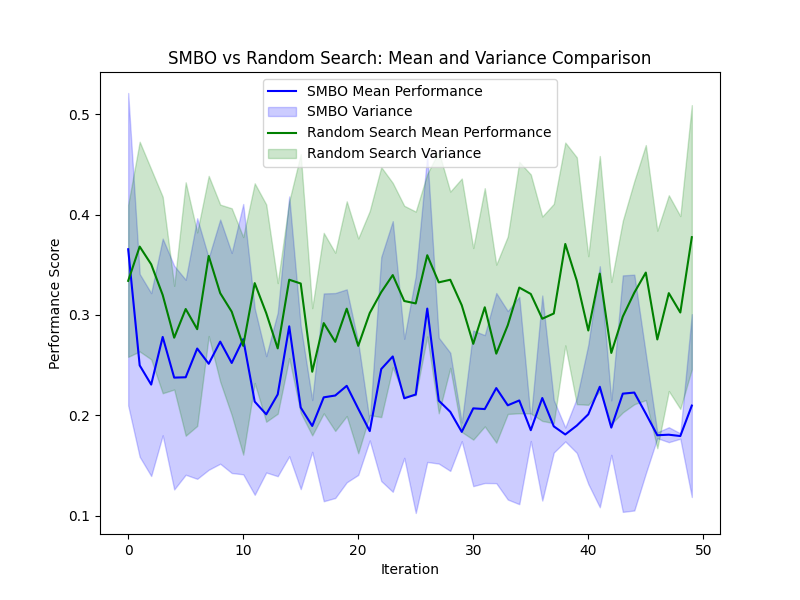 SMBO vs Random Search: Mean and Variance Comparison
SMBO Mean Performance
SMBO Variance
Random Search Mean Performance
Random Search Variance
Performance Score
0.5
0.4
0.3
0.2
0.1
0 10 20 30 40 50
Iteration